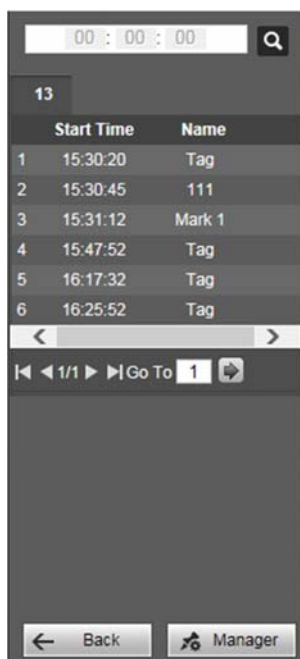 00 : 00 : 00
13
Start Time Name
1 15:30:20 Tag
2 15:30:45 111
3 15:31:12 Mark 1
4 15:47:52 Tag
5 16:17:32 Tag
6 16:25:52 Tag
1/1 Go To 1
Back Manager